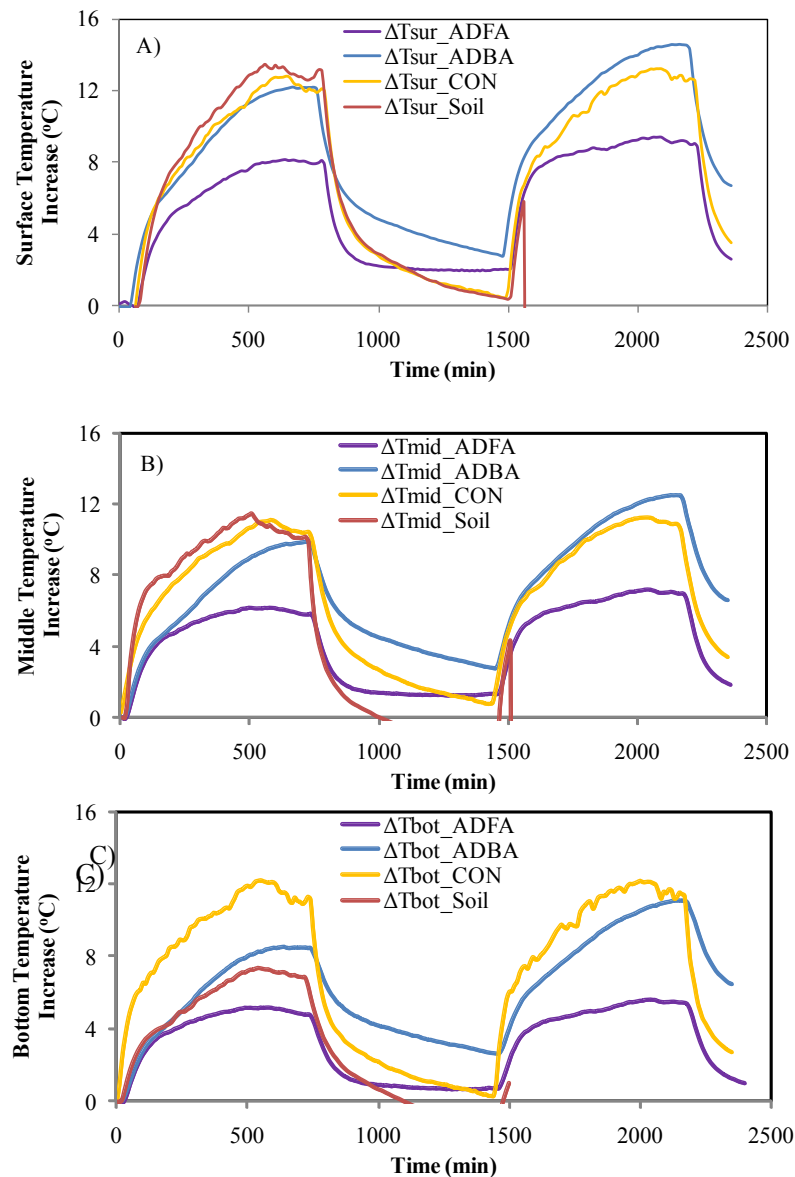 A)
ΔTsur_ADFA
ΔTsur_ADBA
ΔTsur_CON
ΔTsur_Soil
Surface Temperature
Increase (°C)
16
12
8
4
0
0 500 1000 1500 2000 2500
Time (min)
B)
ΔTmid_ADFA
ΔTmid_ADBA
ΔTmid_CON
ΔTmid_Soil
Middle Temperature
Increase (°C)
16
12
8
4
0
0 500 1000 1500 2000 2500
Time (min)
C)
C)
ΔTbot_ADFA
ΔTbot_ADBA
ΔTbot_CON
ΔTbot_Soil
Bottom Temperature
Increase (°C)
16
12
8
4
0
0 500 1000 1500 2000 2500
Time (min)